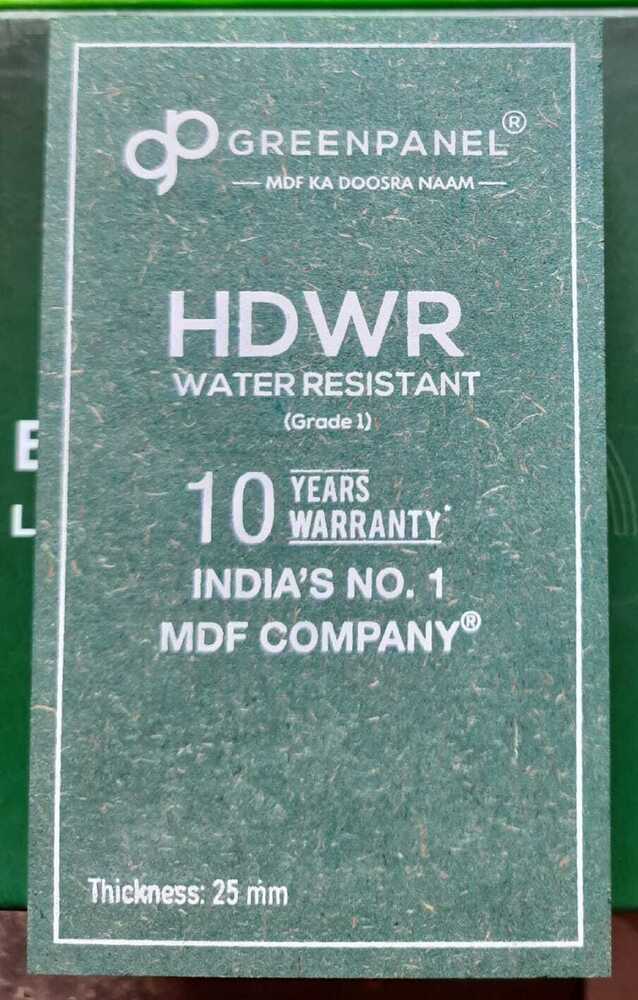 gp GREENPANEL®
MDF KA DOOSRA NAAM
HDWR
WATER RESISTANT
(Grade 1)
10 YEARS
WARRANTY*
INDIA'S NO. 1
MDF COMPANY®
Thickness: 25 mm